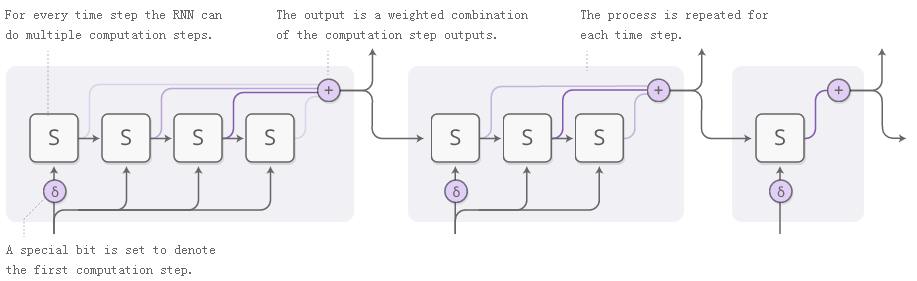 For every time step the RNN can
do multiple computation steps.
The output is a weighted combination
of the computation step outputs.
The process is repeated for
each time step.
+
+
+
S
S
S
S
S
S
S
S
δ
δ
δ
A special bit is set to denote
the first computation step.